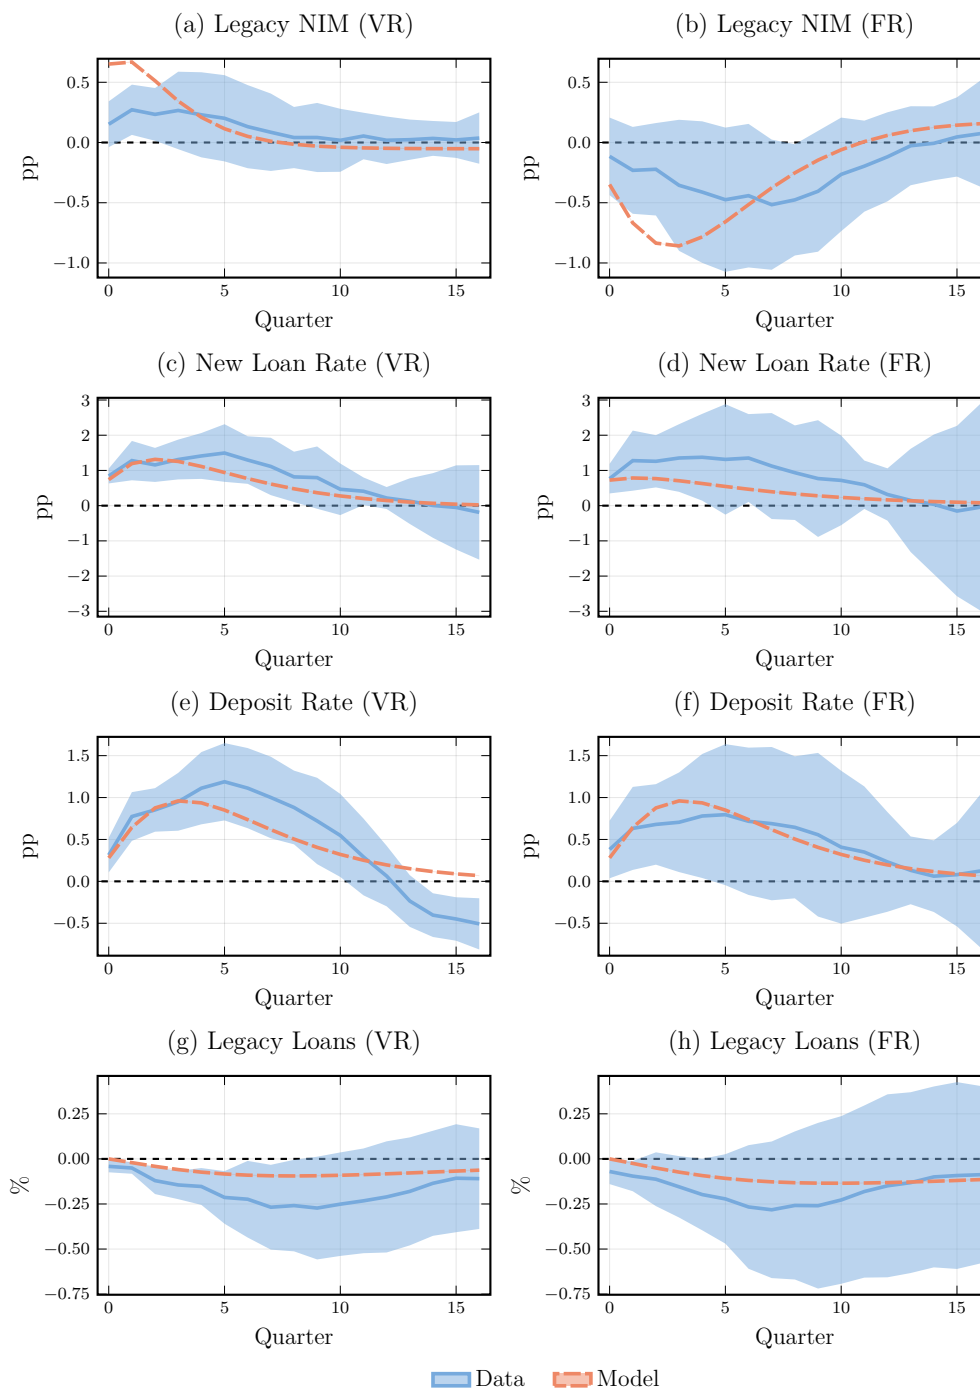 (a) Legacy NIM (VR)
(b) Legacy NIM (FR)
0.5
0.0
−0.5
−1.0
pp
0 5 10 15
Quarter
0.5
0.0
−0.5
−1.0
pp
0 5 10 15
Quarter
(c) New Loan Rate (VR)
(d) New Loan Rate (FR)
3
2
1
0
−1
−2
−3
pp
0 5 10 15
Quarter
3
2
1
0
−1
−2
−3
pp
0 5 10 15
Quarter
(e) Deposit Rate (VR)
(f) Deposit Rate (FR)
1.5
1.0
0.5
0.0
−0.5
pp
0 5 10 15
Quarter
1.5
1.0
0.5
0.0
−0.5
pp
0 5 10 15
Quarter
(g) Legacy Loans (VR)
(h) Legacy Loans (FR)
0.25
0.00
−0.25
−0.50
−0.75
%
0 5 10 15
Quarter
0.25
0.00
−0.25
−0.50
−0.75
%
0 5 10 15
Quarter
Data Model